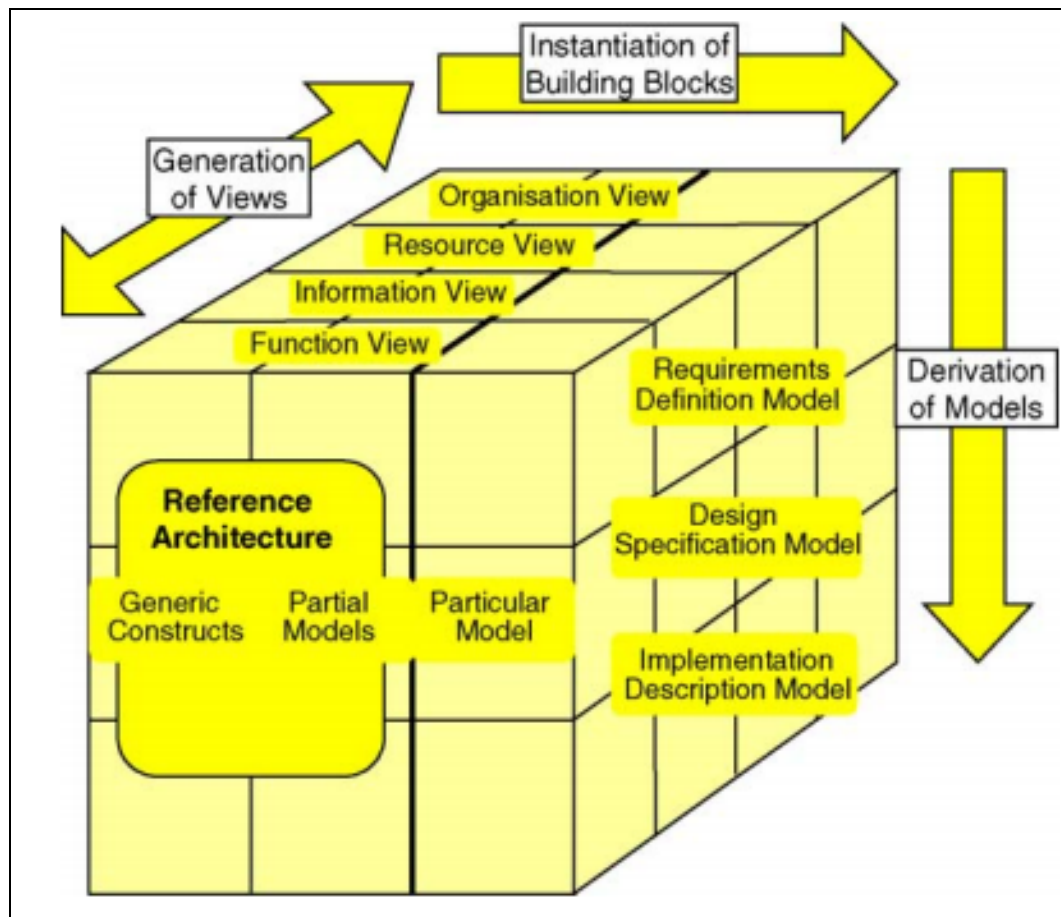 Instantiation of
Building Blocks
Generation
of Views
Organisation View
Resource View
Information View
Function View
Requirements
Definition Model
Derivation
of Models
Reference
Architecture
Design
Specification Model
Generic
Constructs
Partial
Models
Particular
Model
Implementation
Description Model